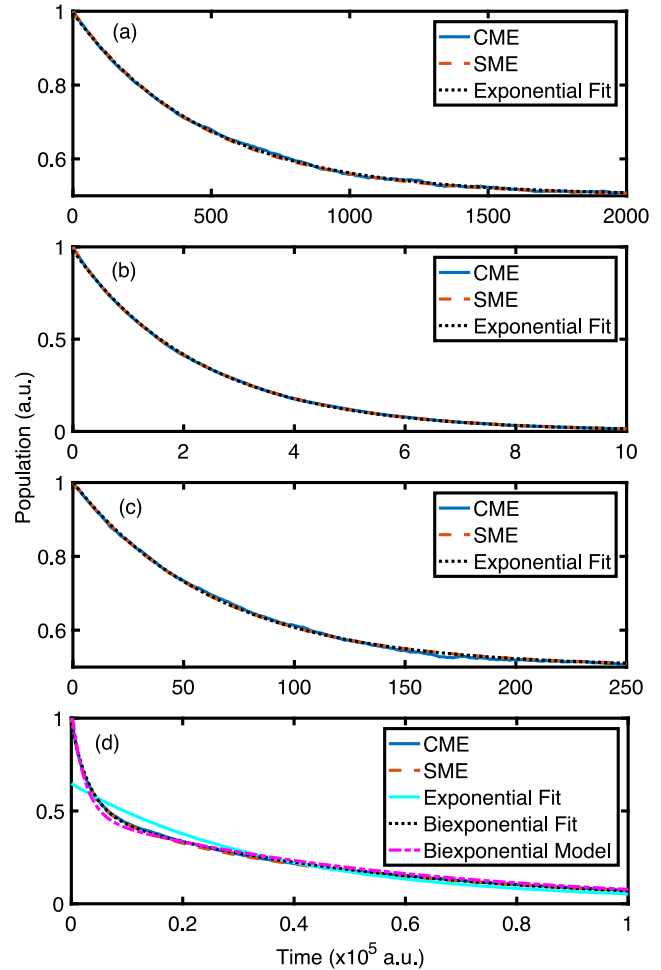 (a)
CME
SME
Exponential Fit
1
0.8
0.6
0 500 1000 1500 2000
(b)
CME
SME
Exponential Fit
1
0.5
0
0 2 4 6 8 10
Population (a.u.)
(c)
CME
SME
Exponential Fit
1
0.8
0.6
0 50 100 150 200 250
(d)
CME
SME
Exponential Fit
Biexponential Fit
Biexponential Model
1
0.5
0
0 0.2 0.4 0.6 0.8 1
Time (x10⁵ a.u.)